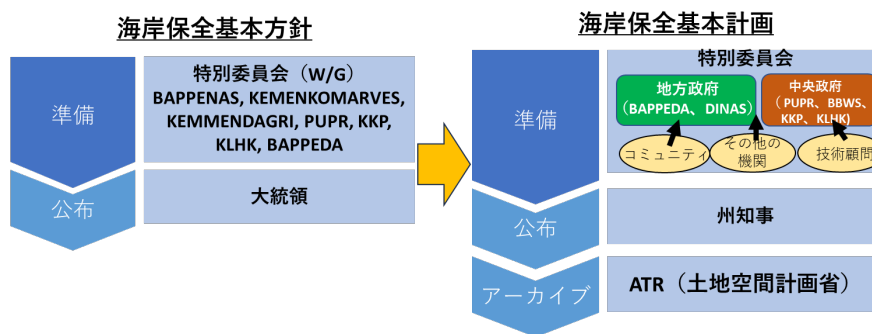 海岸保全基本方針
準備
特別委員会（W/G）
BAPPENAS, KEMENKOMARVES,
KEMMENDAGRI, PUPR, KKP,
KLHK, BAPPEDA
公布
大統領
海岸保全基本計画
準備
特別委員会
地方政府
（BAPPEDA、DINAS）
中央政府
（ PUPR、BBWS、
KKP、KLHK)
コミュニティ
その他の
機関
技術顧問
公布
州知事
アーカイブ
ATR（土地空間計画省）